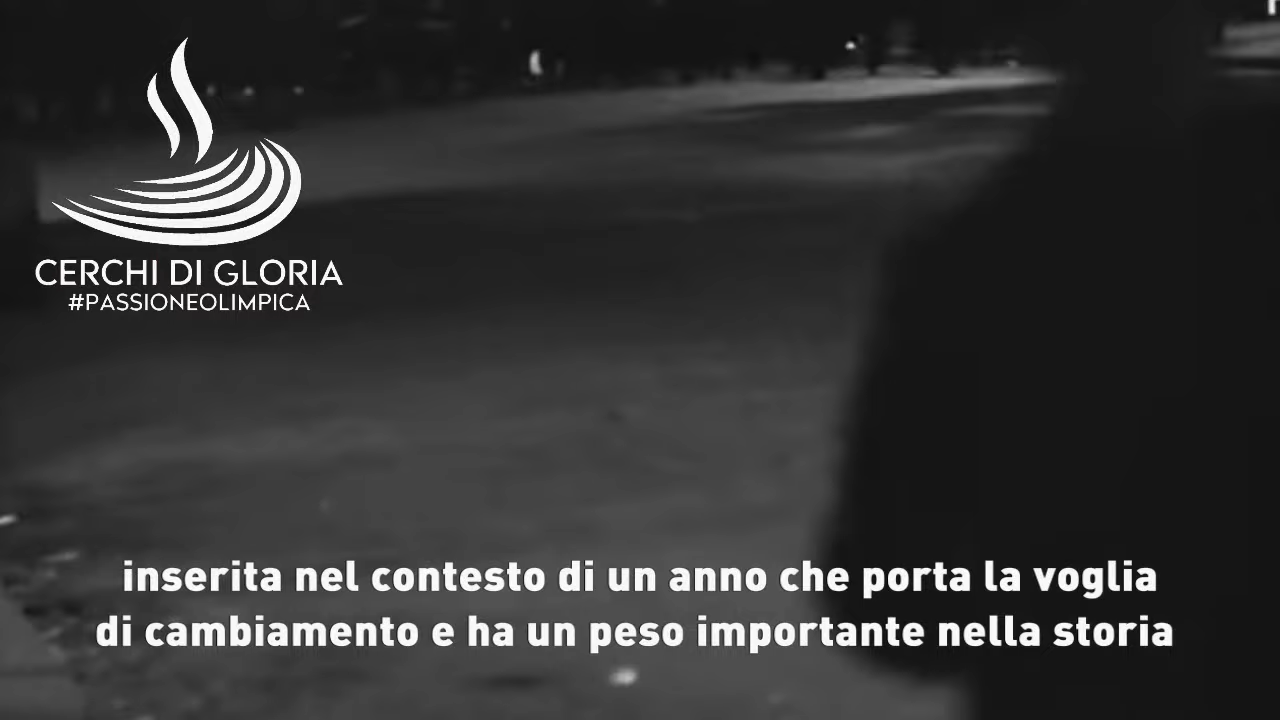 CERCHI DI GLORIA
#PASSIONEOLIMPICA
inserita nel contesto di un anno che porta la voglia
di cambiamento e ha un peso importante nella storia